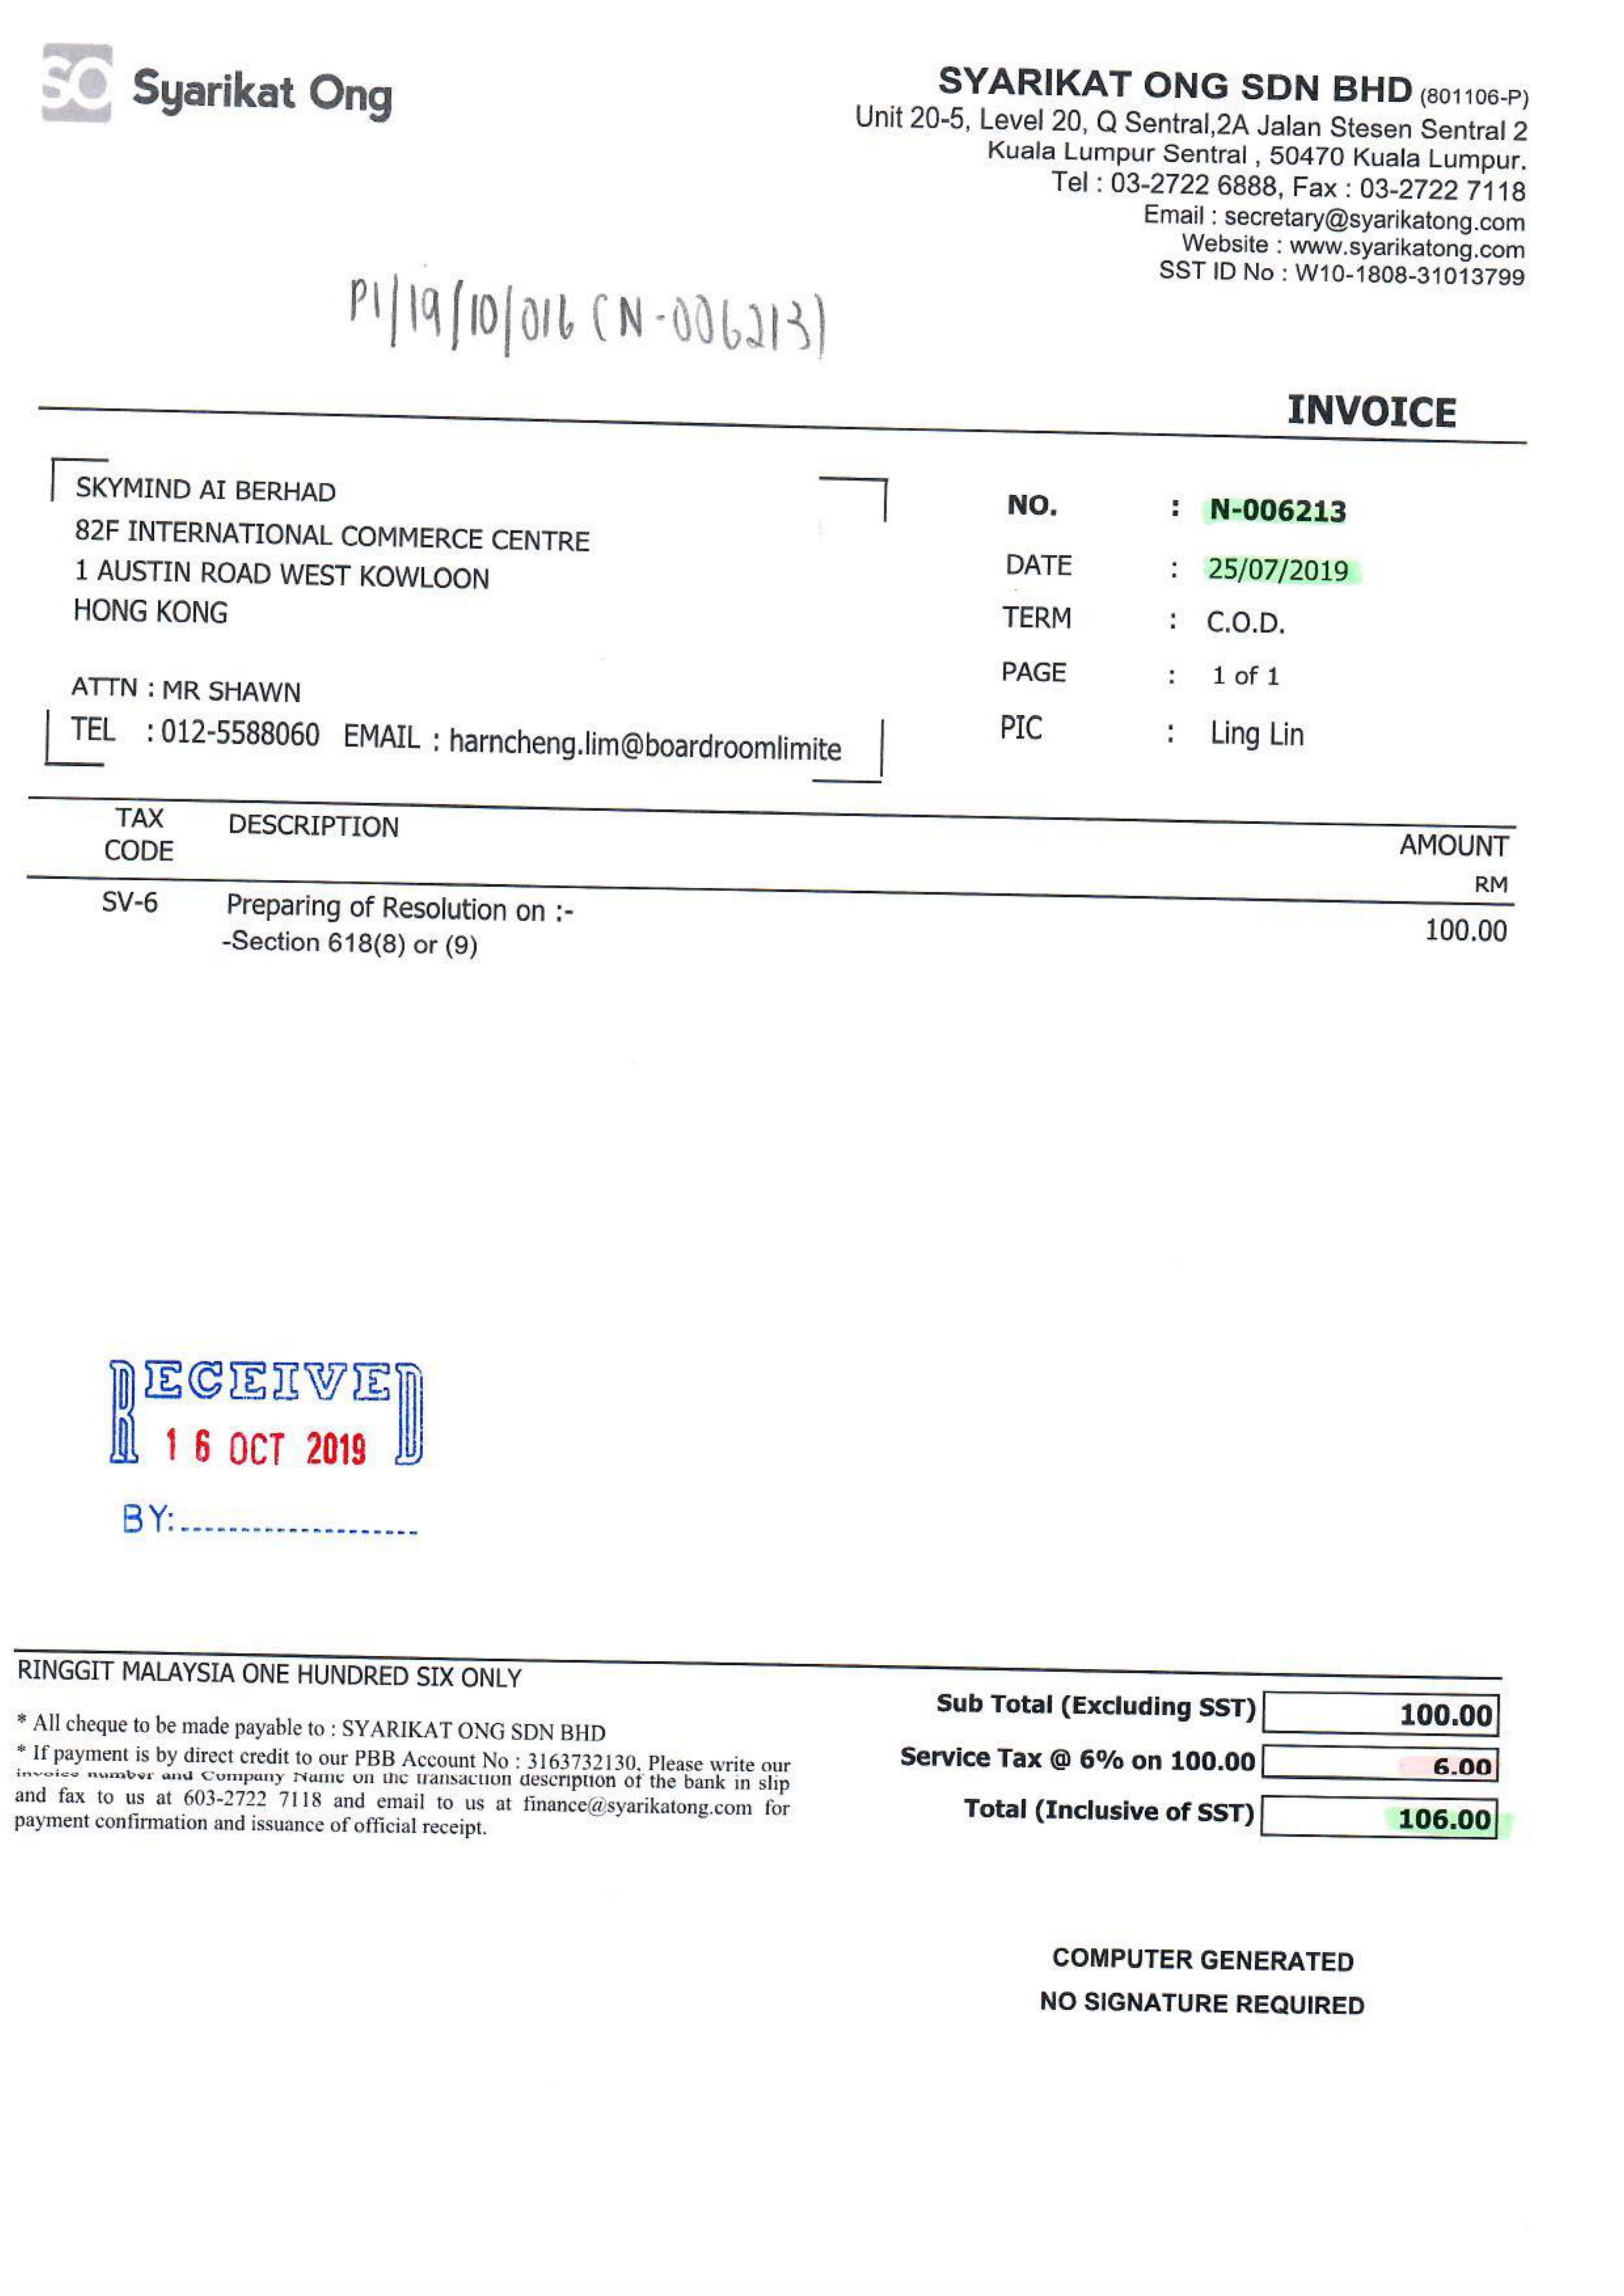 SO Syarikat Ong
SYARIKAT ONG SDN BHD (801106-P)
Unit 20-5, Level 20, Q Sentral,2A Jalan Stesen Sentral 2
Kuala Lumpur Sentral , 50470 Kuala Lumpur.
Tel : 03-2722 6888, Fax : 03-2722 7118
Email : secretary@syarikatong.com
Website : www.syarikatong.com
SST ID No : W10-1808-31013799
PI/19/10/016 (N-006213)
INVOICE
SKYMIND AI BERHAD
82F INTERNATIONAL COMMERCE CENTRE
1 AUSTIN ROAD WEST KOWLOON
HONG KONG
ATTN : MR SHAWN
TEL : 012-5588060 EMAIL : harncheng.lim@boardroomlimite
NO. : N-006213
DATE : 25/07/2019
TERM : C.O.D.
PAGE : 1 of 1
PIC : Ling Lin
TAX CODE DESCRIPTION AMOUNT
RM
SV-6 Preparing of Resolution on :- 100.00
-Section 618(8) or (9)
RECEIVED
16 OCT 2019
BY:
RINGGIT MALAYSIA ONE HUNDRED SIX ONLY
* All cheque to be made payable to : SYARIKAT ONG SDN BHD
* If payment is by direct credit to our PBB Account No : 3163732130, Please write our
invoice number and Company Name on the transaction description of the bank in slip
and fax to us at 603-2722 7118 and email to us at finance@syarikatong.com for
payment confirmation and issuance of official receipt.
Sub Total (Excluding SST) 100.00
Service Tax @ 6% on 100.00 6.00
Total (Inclusive of SST) 106.00
COMPUTER GENERATED
NO SIGNATURE REQUIRED